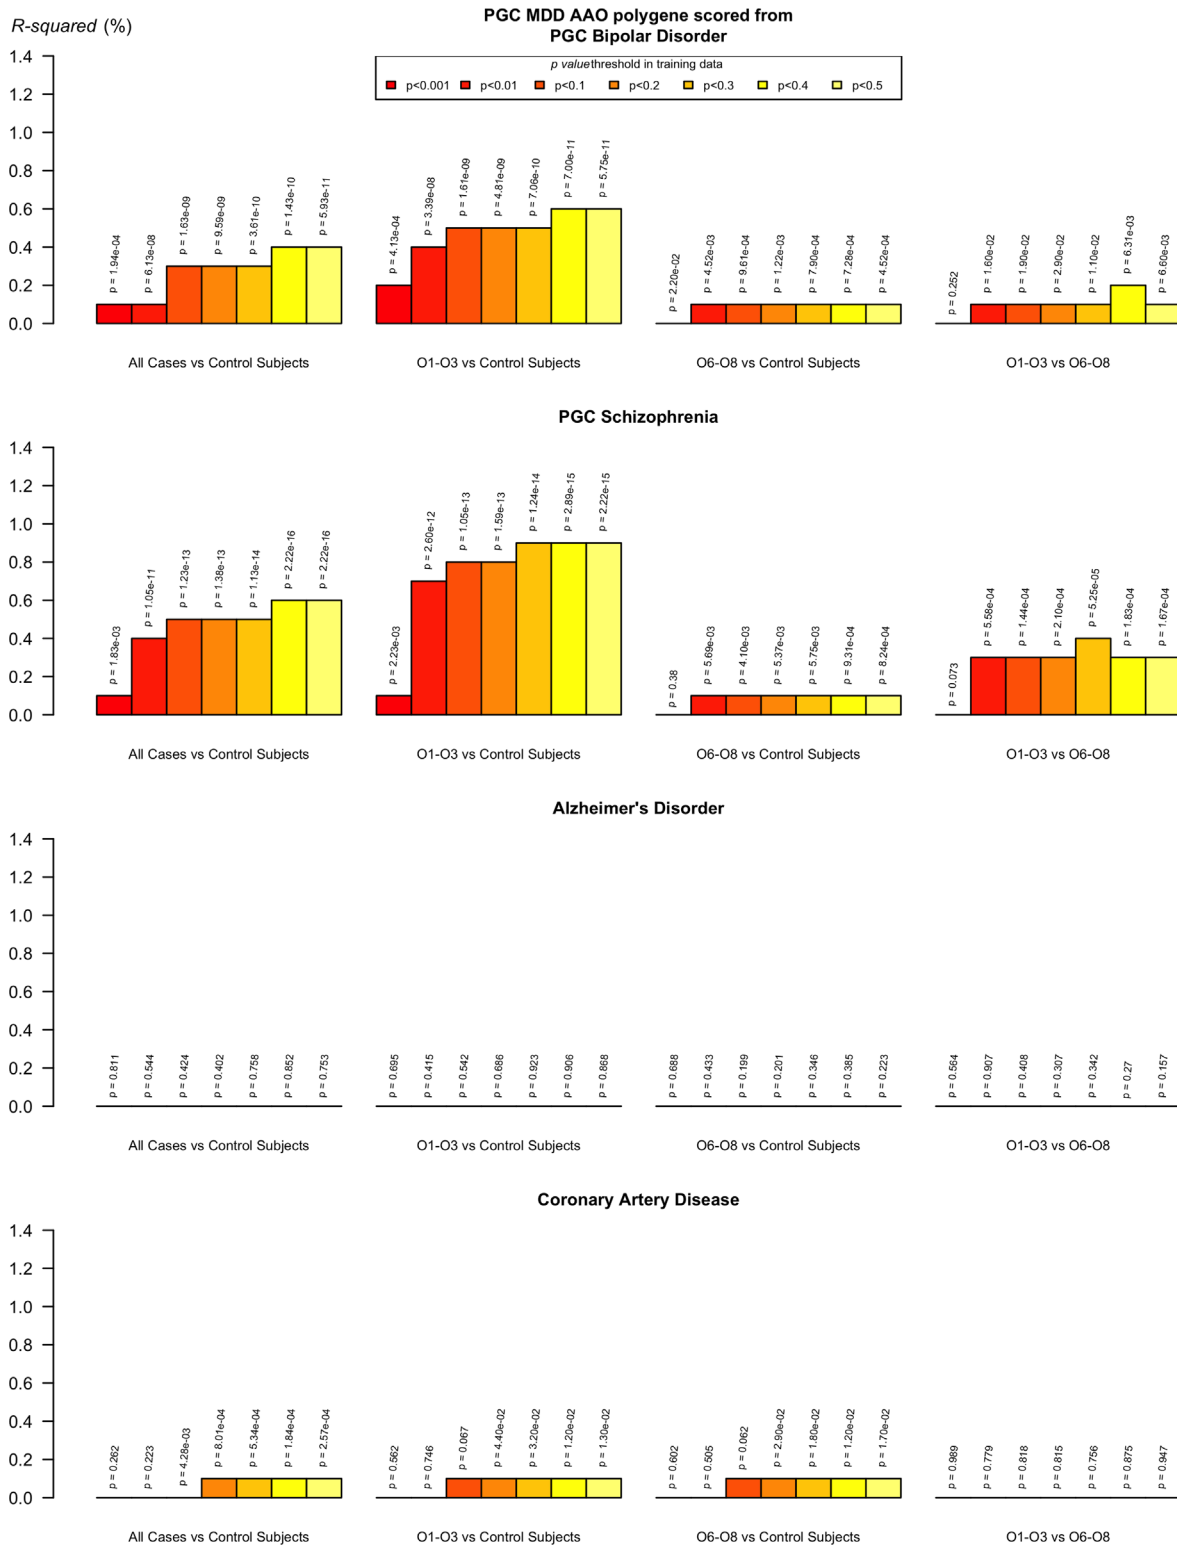 R-squared (%)
PGC MDD AAO polygene scored from
PGC Bipolar Disorder
p valuethreshold in training data
p<0.001 p<0.01 p<0.1 p<0.2 p<0.3 p<0.4 p<0.5
1.4
1.2
1.0
0.8
0.6
0.4
0.2
0.0
p = 1.94e-04
p = 6.13e-08
p = 1.63e-09
p = 9.59e-09
p = 3.61e-10
p = 1.43e-10
p = 5.93e-11
p = 4.13e-04
p = 3.39e-08
p = 1.61e-09
p = 4.81e-09
p = 7.06e-10
p = 7.00e-11
p = 5.75e-11
p = 2.20e-02
p = 4.52e-03
p = 9.61e-04
p = 1.22e-03
p = 7.90e-04
p = 7.28e-04
p = 4.52e-04
p = 0.252
p = 1.60e-02
p = 1.90e-02
p = 2.90e-02
p = 1.10e-02
p = 6.31e-03
p = 6.60e-03
All Cases vs Control Subjects
O1-O3 vs Control Subjects
O6-O8 vs Control Subjects
O1-O3 vs O6-O8
PGC Schizophrenia
1.4
1.2
1.0
0.8
0.6
0.4
0.2
0.0
p = 1.83e-03
p = 1.05e-11
p = 1.23e-13
p = 1.38e-13
p = 1.13e-14
p = 2.22e-16
p = 2.22e-16
p = 2.23e-03
p = 2.60e-12
p = 1.05e-13
p = 1.59e-13
p = 1.24e-14
p = 2.89e-15
p = 2.22e-15
p = 0.38
p = 5.69e-03
p = 4.10e-03
p = 5.37e-03
p = 5.75e-03
p = 9.31e-04
p = 8.24e-04
p = 0.073
p = 5.58e-04
p = 1.44e-04
p = 2.10e-04
p = 5.25e-05
p = 1.83e-04
p = 1.67e-04
All Cases vs Control Subjects
O1-O3 vs Control Subjects
O6-O8 vs Control Subjects
O1-O3 vs O6-O8
Alzheimer's Disorder
1.4
1.2
1.0
0.8
0.6
0.4
0.2
0.0
p = 0.811
p = 0.544
p = 0.424
p = 0.402
p = 0.758
p = 0.852
p = 0.753
p = 0.695
p = 0.415
p = 0.542
p = 0.686
p = 0.923
p = 0.906
p = 0.868
p = 0.688
p = 0.433
p = 0.199
p = 0.201
p = 0.346
p = 0.385
p = 0.223
p = 0.564
p = 0.907
p = 0.408
p = 0.307
p = 0.342
p = 0.27
p = 0.157
All Cases vs Control Subjects
O1-O3 vs Control Subjects
O6-O8 vs Control Subjects
O1-O3 vs O6-O8
Coronary Artery Disease
1.4
1.2
1.0
0.8
0.6
0.4
0.2
0.0
p = 0.262
p = 0.223
p = 4.28e-03
p = 8.01e-04
p = 5.34e-04
p = 1.84e-04
p = 2.57e-04
p = 0.562
p = 0.746
p = 0.067
p = 4.40e-02
p = 3.20e-02
p = 1.20e-02
p = 1.30e-02
p = 0.602
p = 0.505
p = 0.062
p = 2.90e-02
p = 1.80e-02
p = 1.20e-02
p = 1.70e-02
p = 0.989
p = 0.779
p = 0.818
p = 0.815
p = 0.756
p = 0.875
p = 0.947
All Cases vs Control Subjects
O1-O3 vs Control Subjects
O6-O8 vs Control Subjects
O1-O3 vs O6-O8